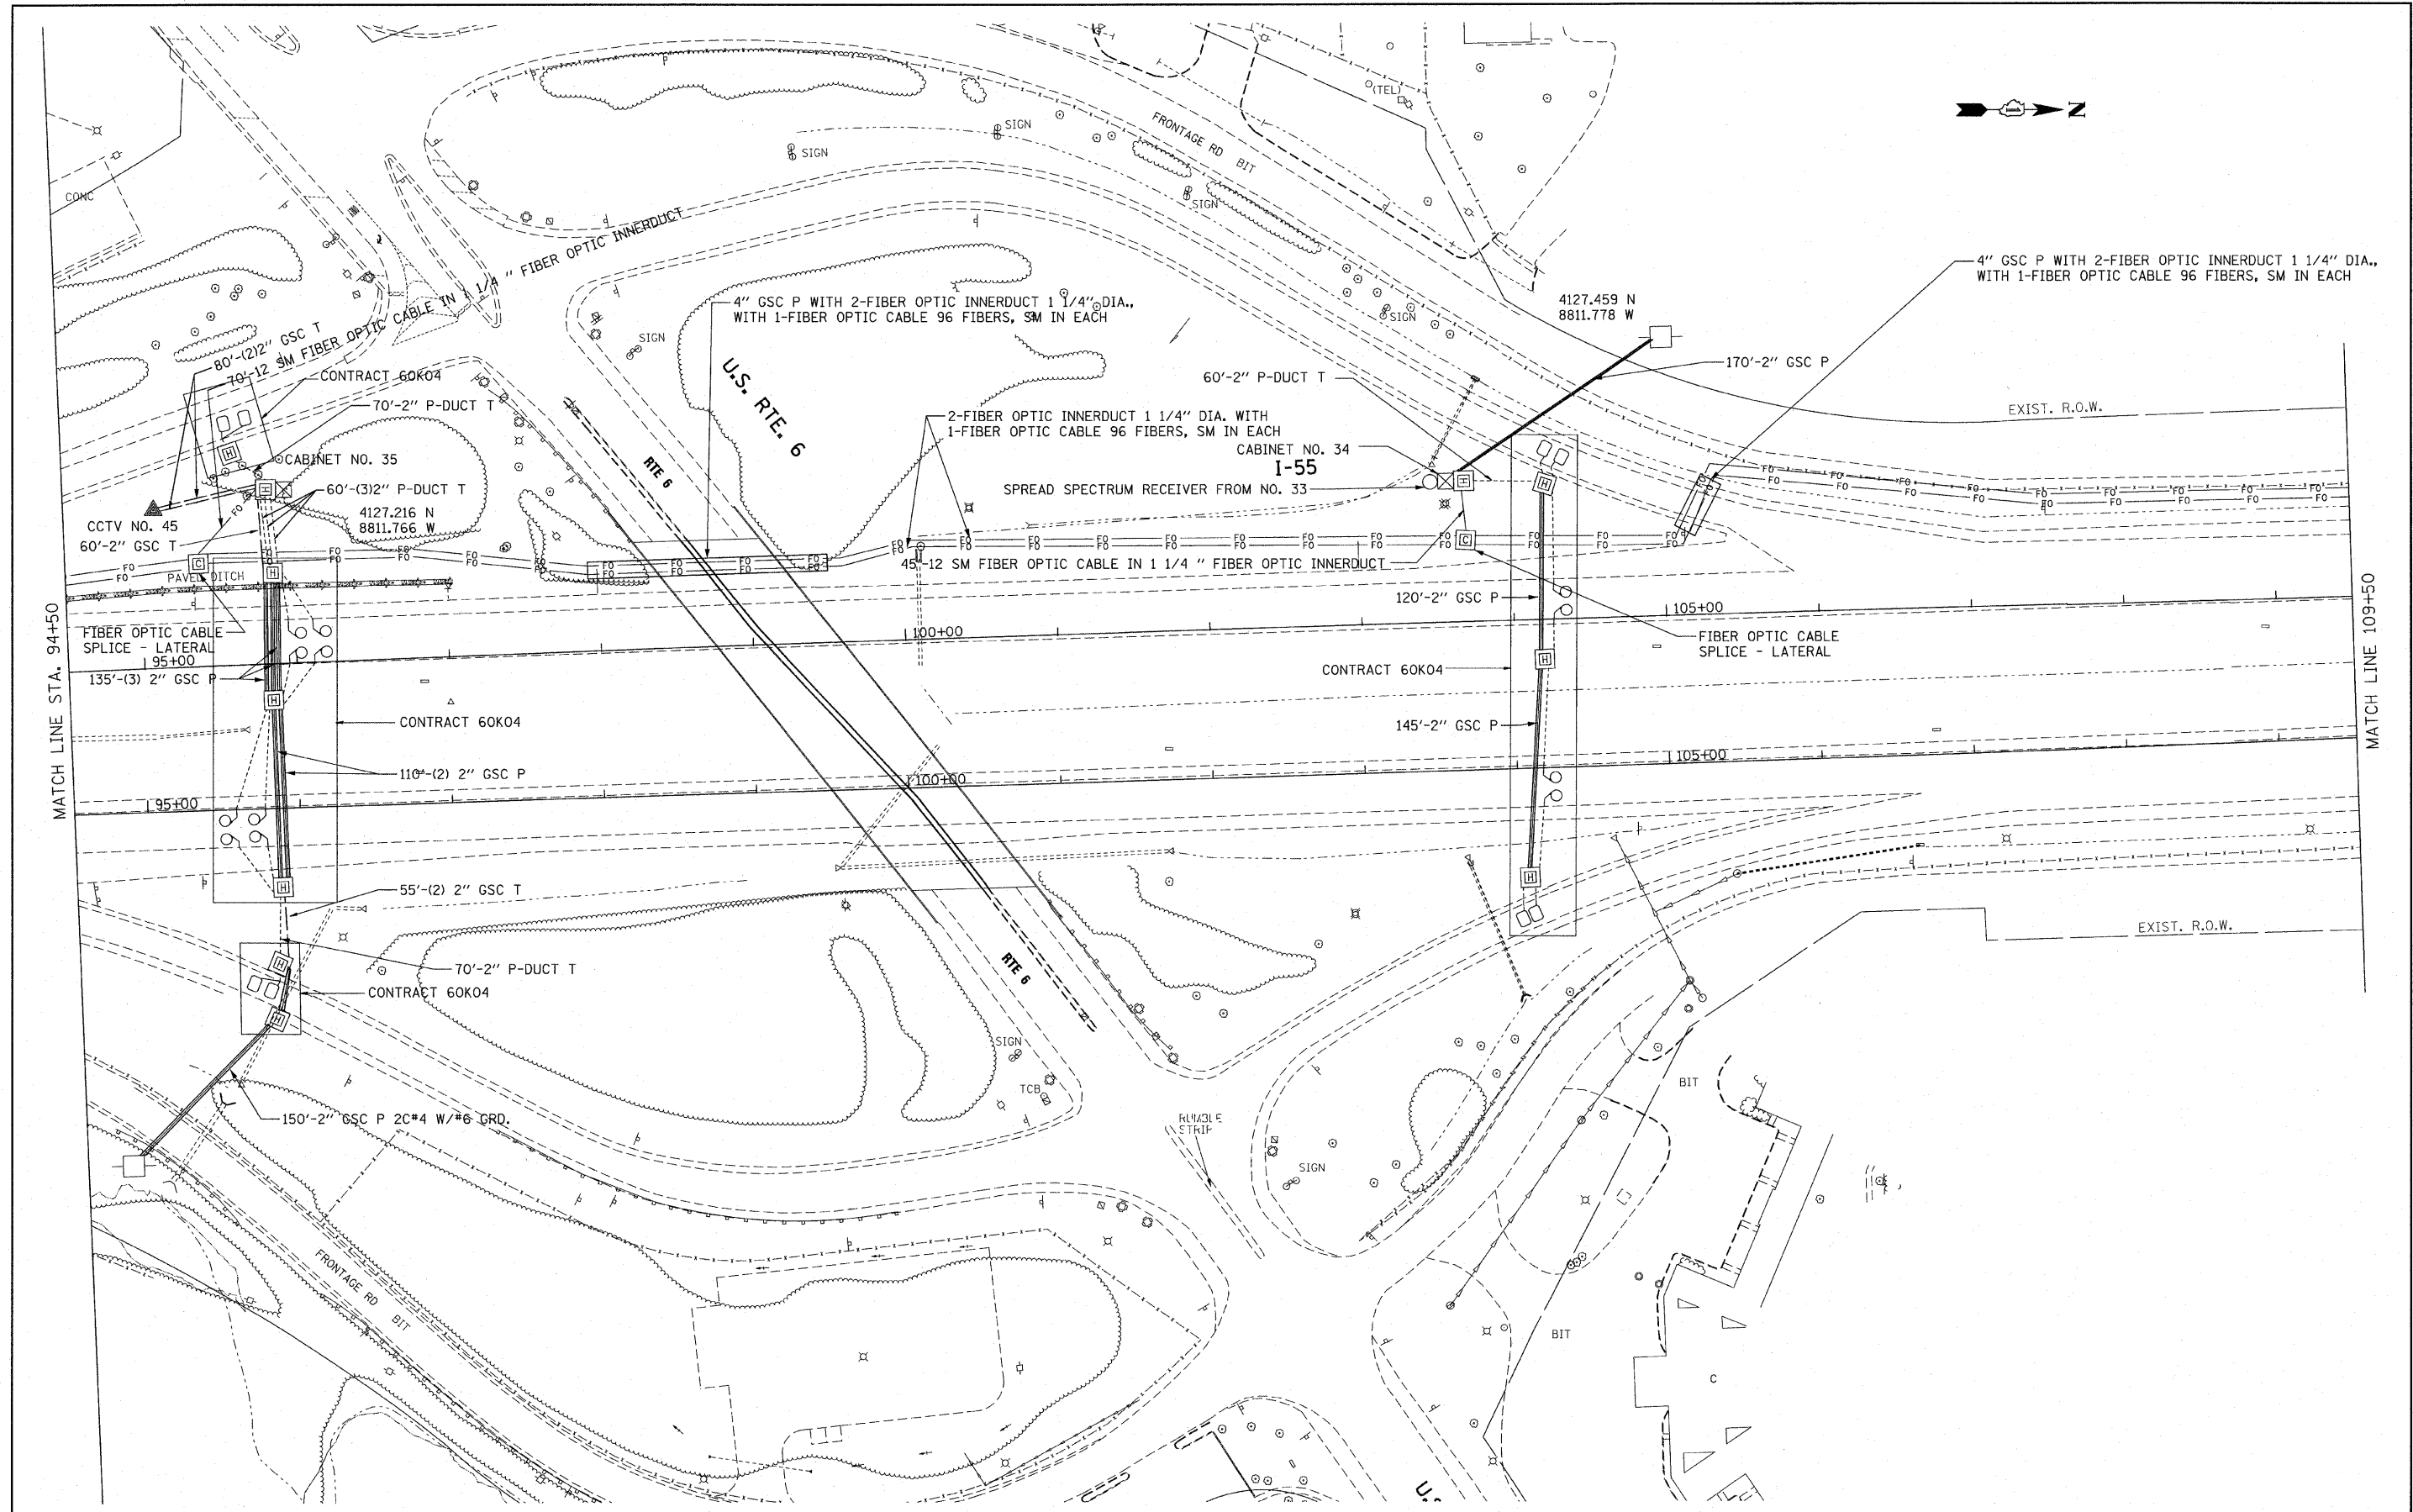 (TEL)
N
SIGN
FRONTAGE RD BIT
SIGN
CONC
SIGN
70'-12 SM FIBER OPTIC CABLE IN 1 1/4 " FIBER OPTIC INNERDUCT
4" GSC P WITH 2-FIBER OPTIC INNERDUCT 1 1/4" DIA.,
WITH 1-FIBER OPTIC CABLE 96 FIBERS, SM IN EACH
4" GSC P WITH 2-FIBER OPTIC INNERDUCT 1 1/4" DIA.,
WITH 1-FIBER OPTIC CABLE 96 FIBERS, SM IN EACH
4127.459 N
8811.778 W
SIGN
SIGN
80'-(2)2" GSC T
CONTRACT 60K04
U.S. RTE. 6
60'-2" P-DUCT T
170'-2" GSC P
70'-2" P-DUCT T
2-FIBER OPTIC INNERDUCT 1 1/4" DIA. WITH
1-FIBER OPTIC CABLE 96 FIBERS, SM IN EACH
EXIST. R.O.W.
CABINET NO. 34
I-55
CABINET NO. 35
RTE 6
60'-(3)2" P-DUCT T
SPREAD SPECTRUM RECEIVER FROM NO. 33
4127.216 N
8811.766 W
CCTV NO. 45
60'-2" GSC T
45'-12 SM FIBER OPTIC CABLE IN 1 1/4 " FIBER OPTIC INNERDUCT
PAVED DITCH
120'-2" GSC P
105+00
FIBER OPTIC CABLE
SPLICE - LATERAL
100+00
FIBER OPTIC CABLE
SPLICE - LATERAL
95+00
135'-(3) 2" GSC P
CONTRACT 60K04
MATCH LINE STA. 94+50
MATCH LINE 109+50
CONTRACT 60K04
145'-2" GSC P
105+00
110'-(2) 2" GSC P
100+00
95+00
55'-(2) 2" GSC T
EXIST. R.O.W.
70'-2" P-DUCT T
RTE 6
CONTRACT 60K04
SIGN
TCB
BIT
150'-2" GSC P 2C#4 W/#6 GRD.
RUMBLE
STRIP
SIGN
FRONTAGE RD BIT
BIT
C